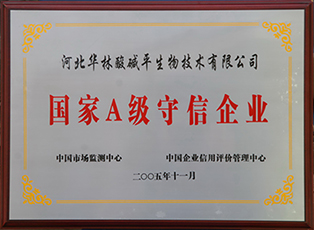 河北华林酸碱平生物技术有限公司
国家A级守信企业
中国市场监测中心 中国企业信用评价管理中心
二〇〇五年十一月